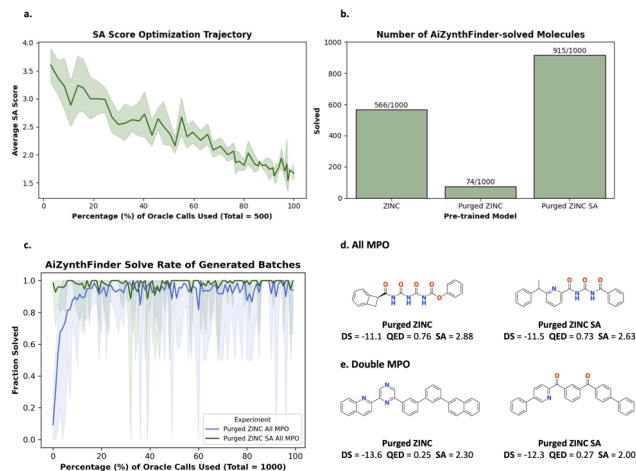 a.
SA Score Optimization Trajectory
4.0
3.5
3.0
2.5
2.0
1.5
Average SA Score
0
20
40
60
80
100
Percentage (%) of Oracle Calls Used (Total = 500)
b.
Number of AiZynthFinder-solved Molecules
1000
800
600
400
200
0
Solved
566/1000
74/1000
915/1000
ZINC
Purged ZINC
Purged ZINC SA
Pre-trained Model
c.
AiZynthFinder Solve Rate of Generated Batches
1.0
0.8
0.6
0.4
0.2
0.0
Fraction Solved
Experiment
Purged ZINC All MPO
Purged ZINC SA All MPO
0
20
40
60
80
100
Percentage (%) of Oracle Calls Used (Total = 1000)
d. All MPO
Purged ZINC
DS = -11.1 QED = 0.76 SA = 2.88
Purged ZINC SA
DS = -11.5 QED = 0.73 SA = 2.63
e. Double MPO
Purged ZINC
DS = -13.6 QED = 0.25 SA = 2.30
Purged ZINC SA
DS = -12.3 QED = 0.27 SA = 2.00